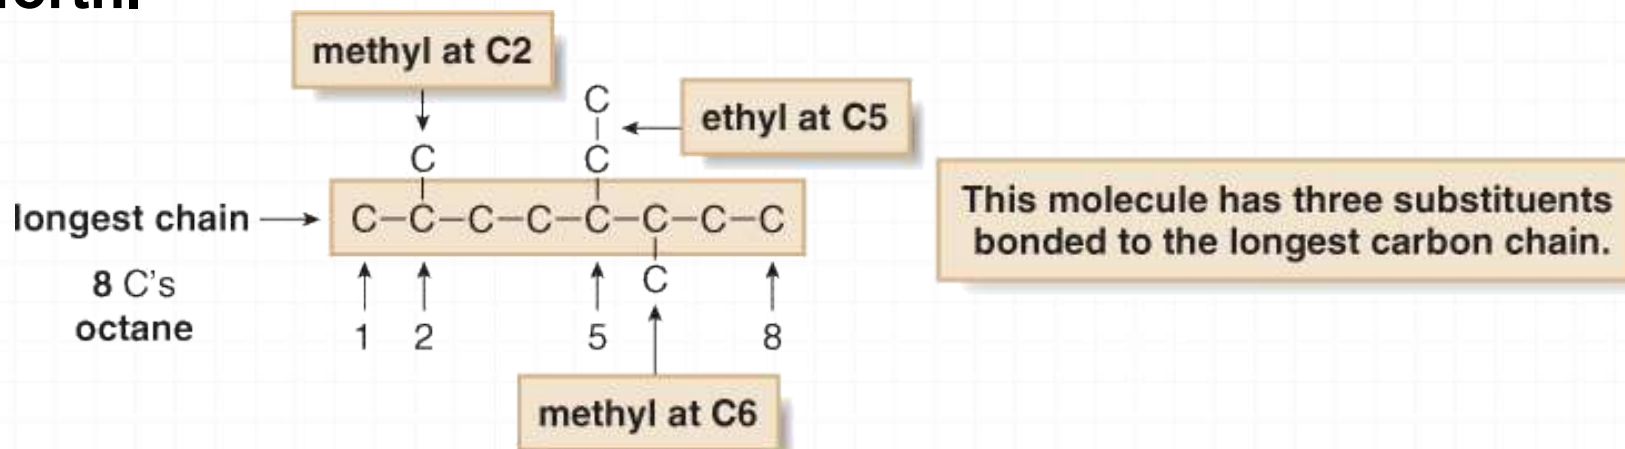 methyl at C2
C
ethyl at C5
C
C
longest chain
C–C–C–C–C–C–C–C
This molecule has three substituents
bonded to the longest carbon chain.
8 C's
C
octane
1 2 5 8
methyl at C6